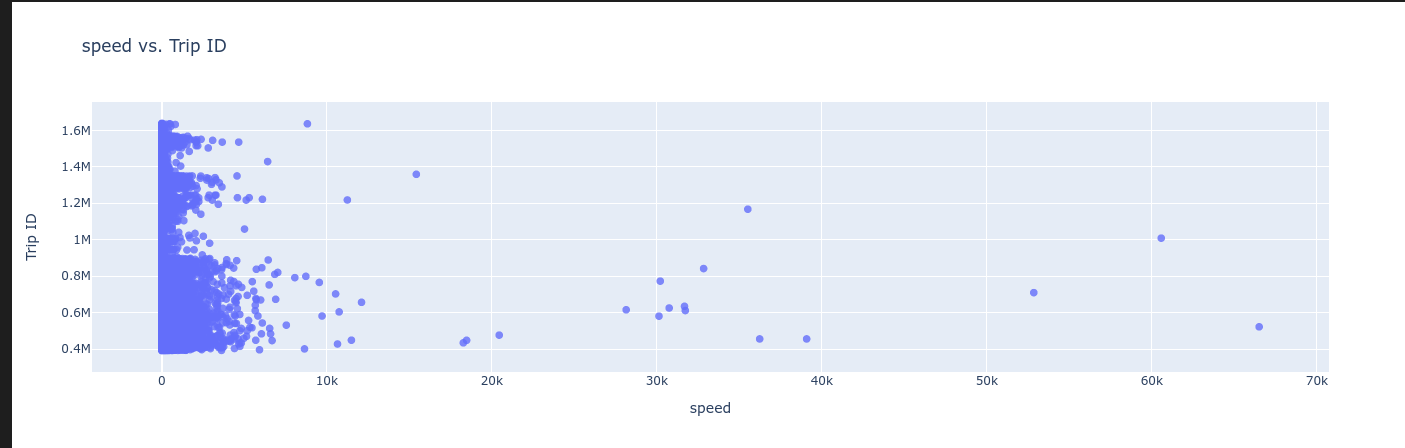 speed vs. Trip ID
1.6M
1.4M
1.2M
1M
0.8M
0.6M
0.4M
Trip ID
0 10k 20k 30k 40k 50k 60k 70k
speed